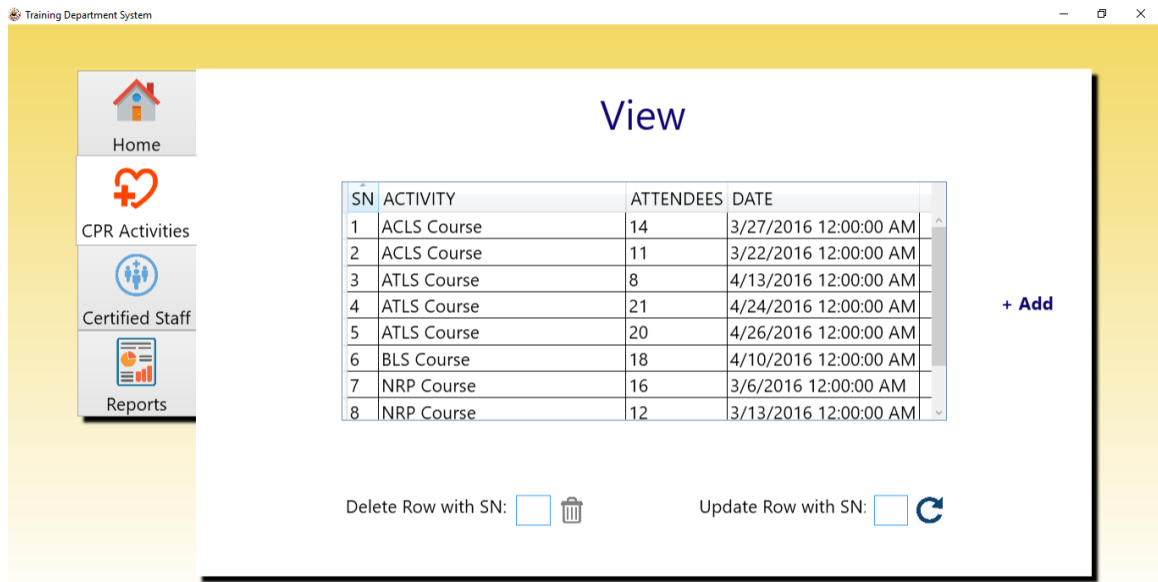 Training Department System
Home
CPR Activities
Certified Staff
Reports
View
SN ACTIVITY ATTENDEES DATE
1 ACLS Course 14 3/27/2016 12:00:00 AM
2 ACLS Course 11 3/22/2016 12:00:00 AM
3 ATLS Course 8 4/13/2016 12:00:00 AM
4 ATLS Course 21 4/24/2016 12:00:00 AM
5 ATLS Course 20 4/26/2016 12:00:00 AM
6 BLS Course 18 4/10/2016 12:00:00 AM
7 NRP Course 16 3/6/2016 12:00:00 AM
8 NRP Course 12 3/13/2016 12:00:00 AM
+ Add
Delete Row with SN: Update Row with SN: